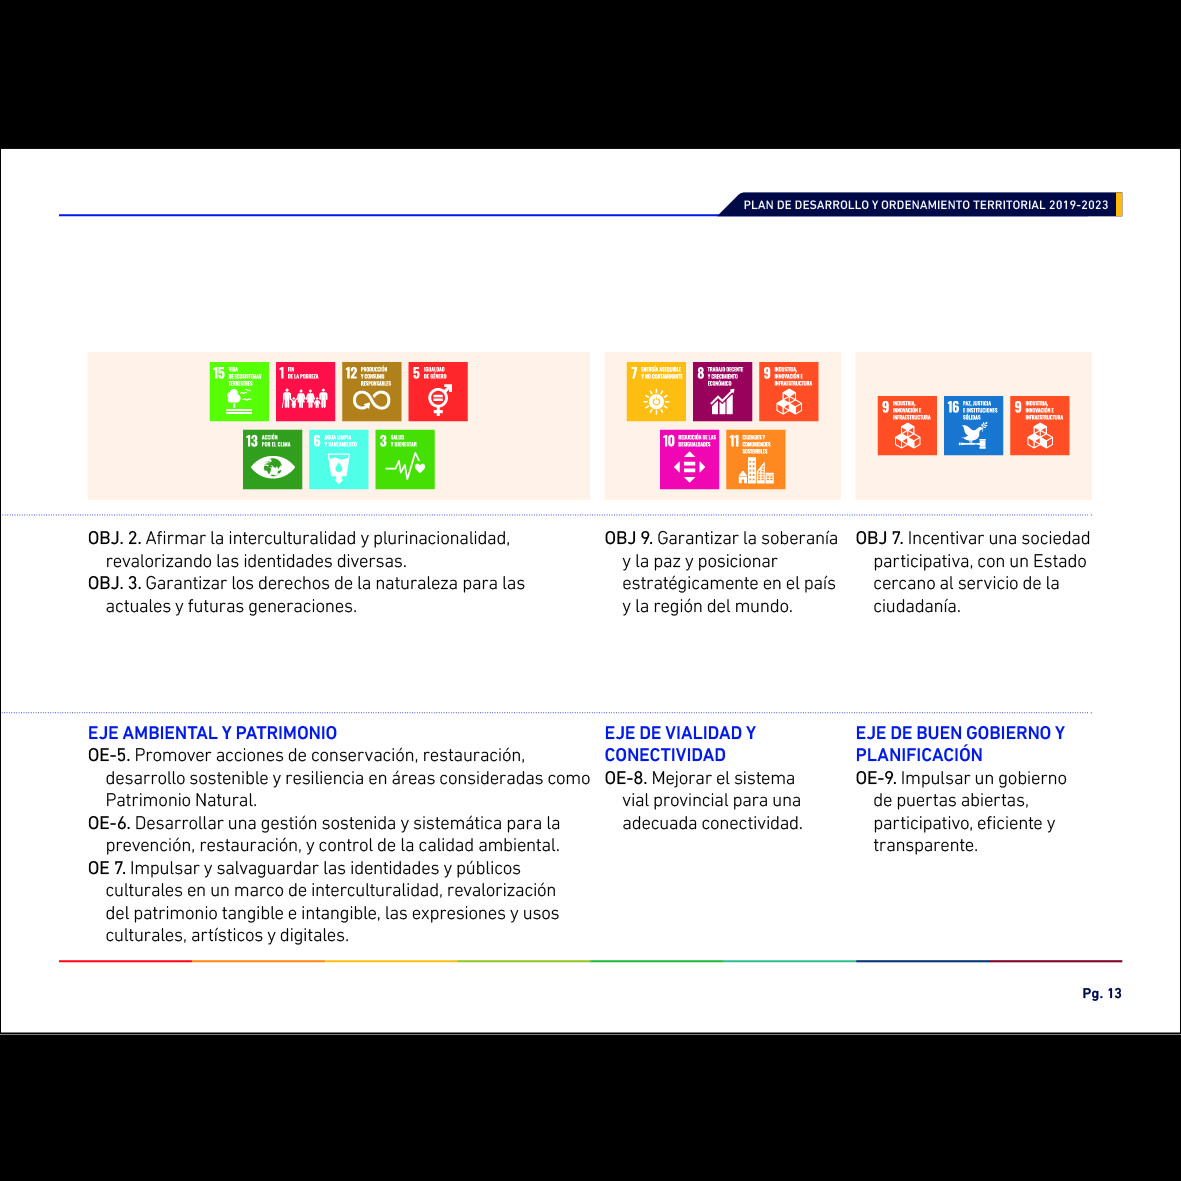 PLAN DE DESARROLLO Y ORDENAMIENTO TERRITORIAL 2019-2023
15 VIDA
DE ECOSISTEMAS
TERRESTRES
1 FIN
DE LA POBREZA
12 PRODUCCIÓN
Y CONSUMO
RESPONSABLES
5 IGUALDAD
DE GÉNERO
13 ACCIÓN
POR EL CLIMA
6 AGUA LIMPIA
Y SANEAMIENTO
3 SALUD
Y BIENESTAR
7 ENERGÍA ASEQUIBLE
Y NO CONTAMINANTE
8 TRABAJO DECENTE
Y CRECIMIENTO
ECONÓMICO
9 INDUSTRIA,
INNOVACIÓN E
INFRAESTRUCTURA
10 REDUCCIÓN DE LAS
DESIGUALDADES
11 CIUDADES Y
COMUNIDADES
SOSTENIBLES
9 INDUSTRIA,
INNOVACIÓN E
INFRAESTRUCTURA
16 PAZ, JUSTICIA
E INSTITUCIONES
SÓLIDAS
9 INDUSTRIA,
INNOVACIÓN E
INFRAESTRUCTURA
OBJ. 2. Afirmar la interculturalidad y plurinacionalidad,
revalorizando las identidades diversas.
OBJ. 3. Garantizar los derechos de la naturaleza para las
actuales y futuras generaciones.
OBJ 9. Garantizar la soberanía
y la paz y posicionar
estratégicamente en el país
y la región del mundo.
OBJ 7. Incentivar una sociedad
participativa, con un Estado
cercano al servicio de la
ciudadanía.
EJE AMBIENTAL Y PATRIMONIO
OE-5. Promover acciones de conservación, restauración,
desarrollo sostenible y resiliencia en áreas consideradas como
Patrimonio Natural.
OE-6. Desarrollar una gestión sostenida y sistemática para la
prevención, restauración, y control de la calidad ambiental.
OE 7. Impulsar y salvaguardar las identidades y públicos
culturales en un marco de interculturalidad, revalorización
del patrimonio tangible e intangible, las expresiones y usos
culturales, artísticos y digitales.
EJE DE VIALIDAD Y
CONECTIVIDAD
OE-8. Mejorar el sistema
vial provincial para una
adecuada conectividad.
EJE DE BUEN GOBIERNO Y
PLANIFICACIÓN
OE-9. Impulsar un gobierno
de puertas abiertas,
participativo, eficiente y
transparente.
Pg. 13